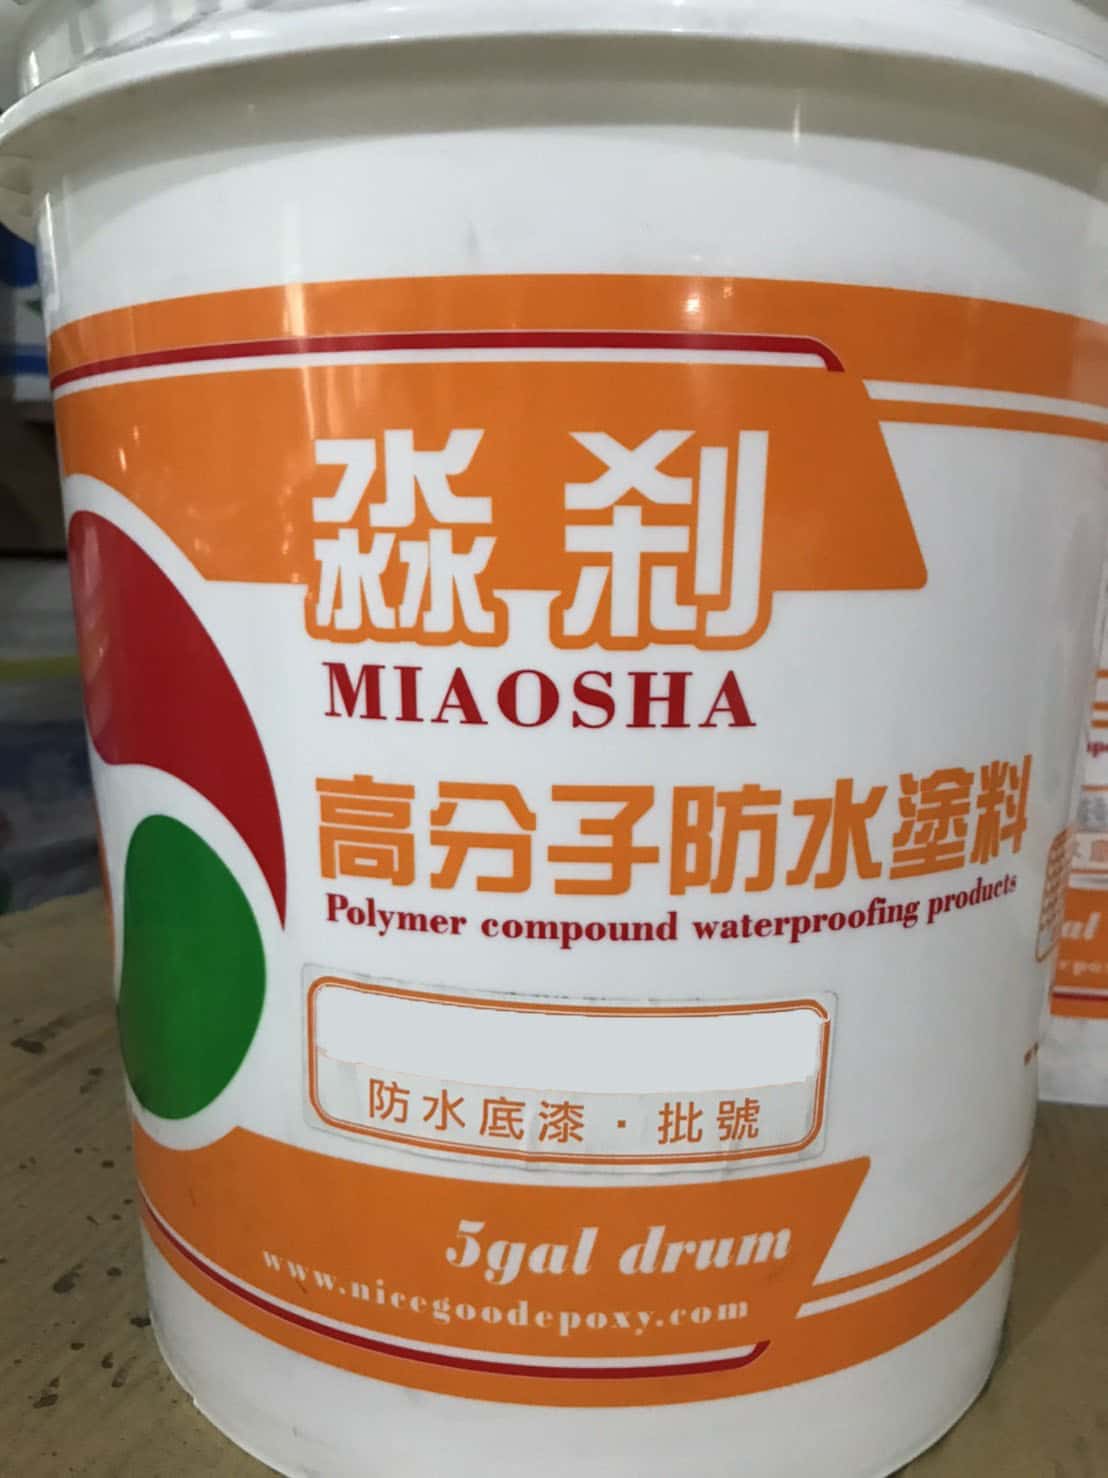 淼剎
MIAOSHA
高分子防水塗料
Polymer compound waterproofing products
防水底漆・批號
5gal drum
www.nicegoodepoxy.com